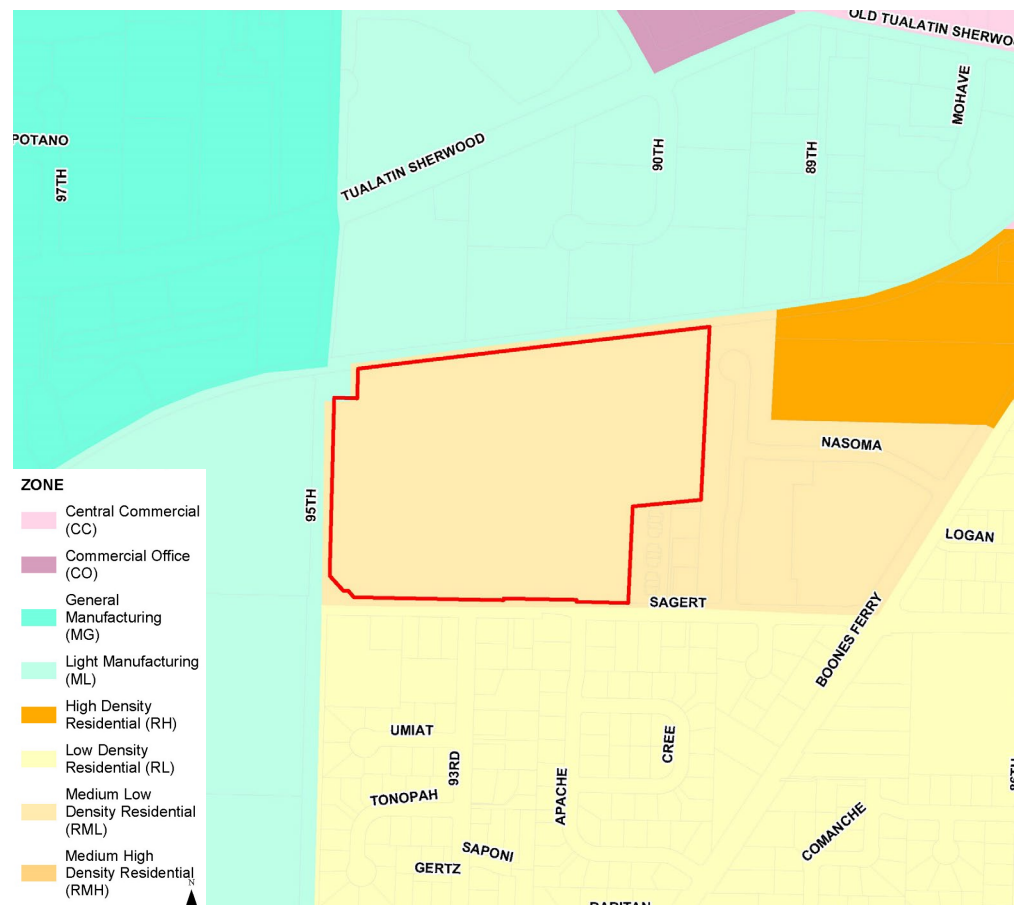 OLD TUALATIN SHERWO
MOHAVE
POTANO
97TH
TUALATIN SHERWOOD
90TH
89TH
NASOMA
95TH
LOGAN
SAGERT
BOONES FERRY
UMIAT
93RD
CREE
TONOPAH
APACHE
COMANCHE
SAPONI
GERTZ
ZONE
Central Commercial
(CC)
Commercial Office
(CO)
General
Manufacturing
(MG)
Light Manufacturing
(ML)
High Density
Residential (RH)
Low Density
Residential (RL)
Medium Low
Density Residential
(RML)
Medium High
Density Residential
(RMH)
N